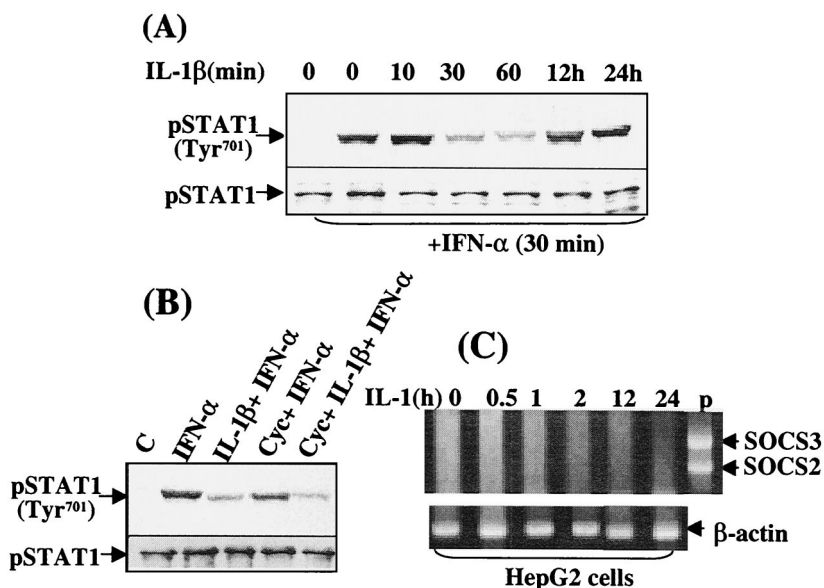 (A)
IL-1β(min) 0 0 10 30 60 12h 24h
pSTAT1
(Tyr⁷⁰¹)
pSTAT1
+IFN-α (30 min)
(B)
C
IFN-α
IL-1β+ IFN-α
Cyc+ IFN-α
Cyc+ IL-1β+ IFN-α
pSTAT1
(Tyr⁷⁰¹)
pSTAT1
(C)
IL-1(h) 0 0.5 1 2 12 24 p
SOCS3
SOCS2
β-actin
HepG2 cells